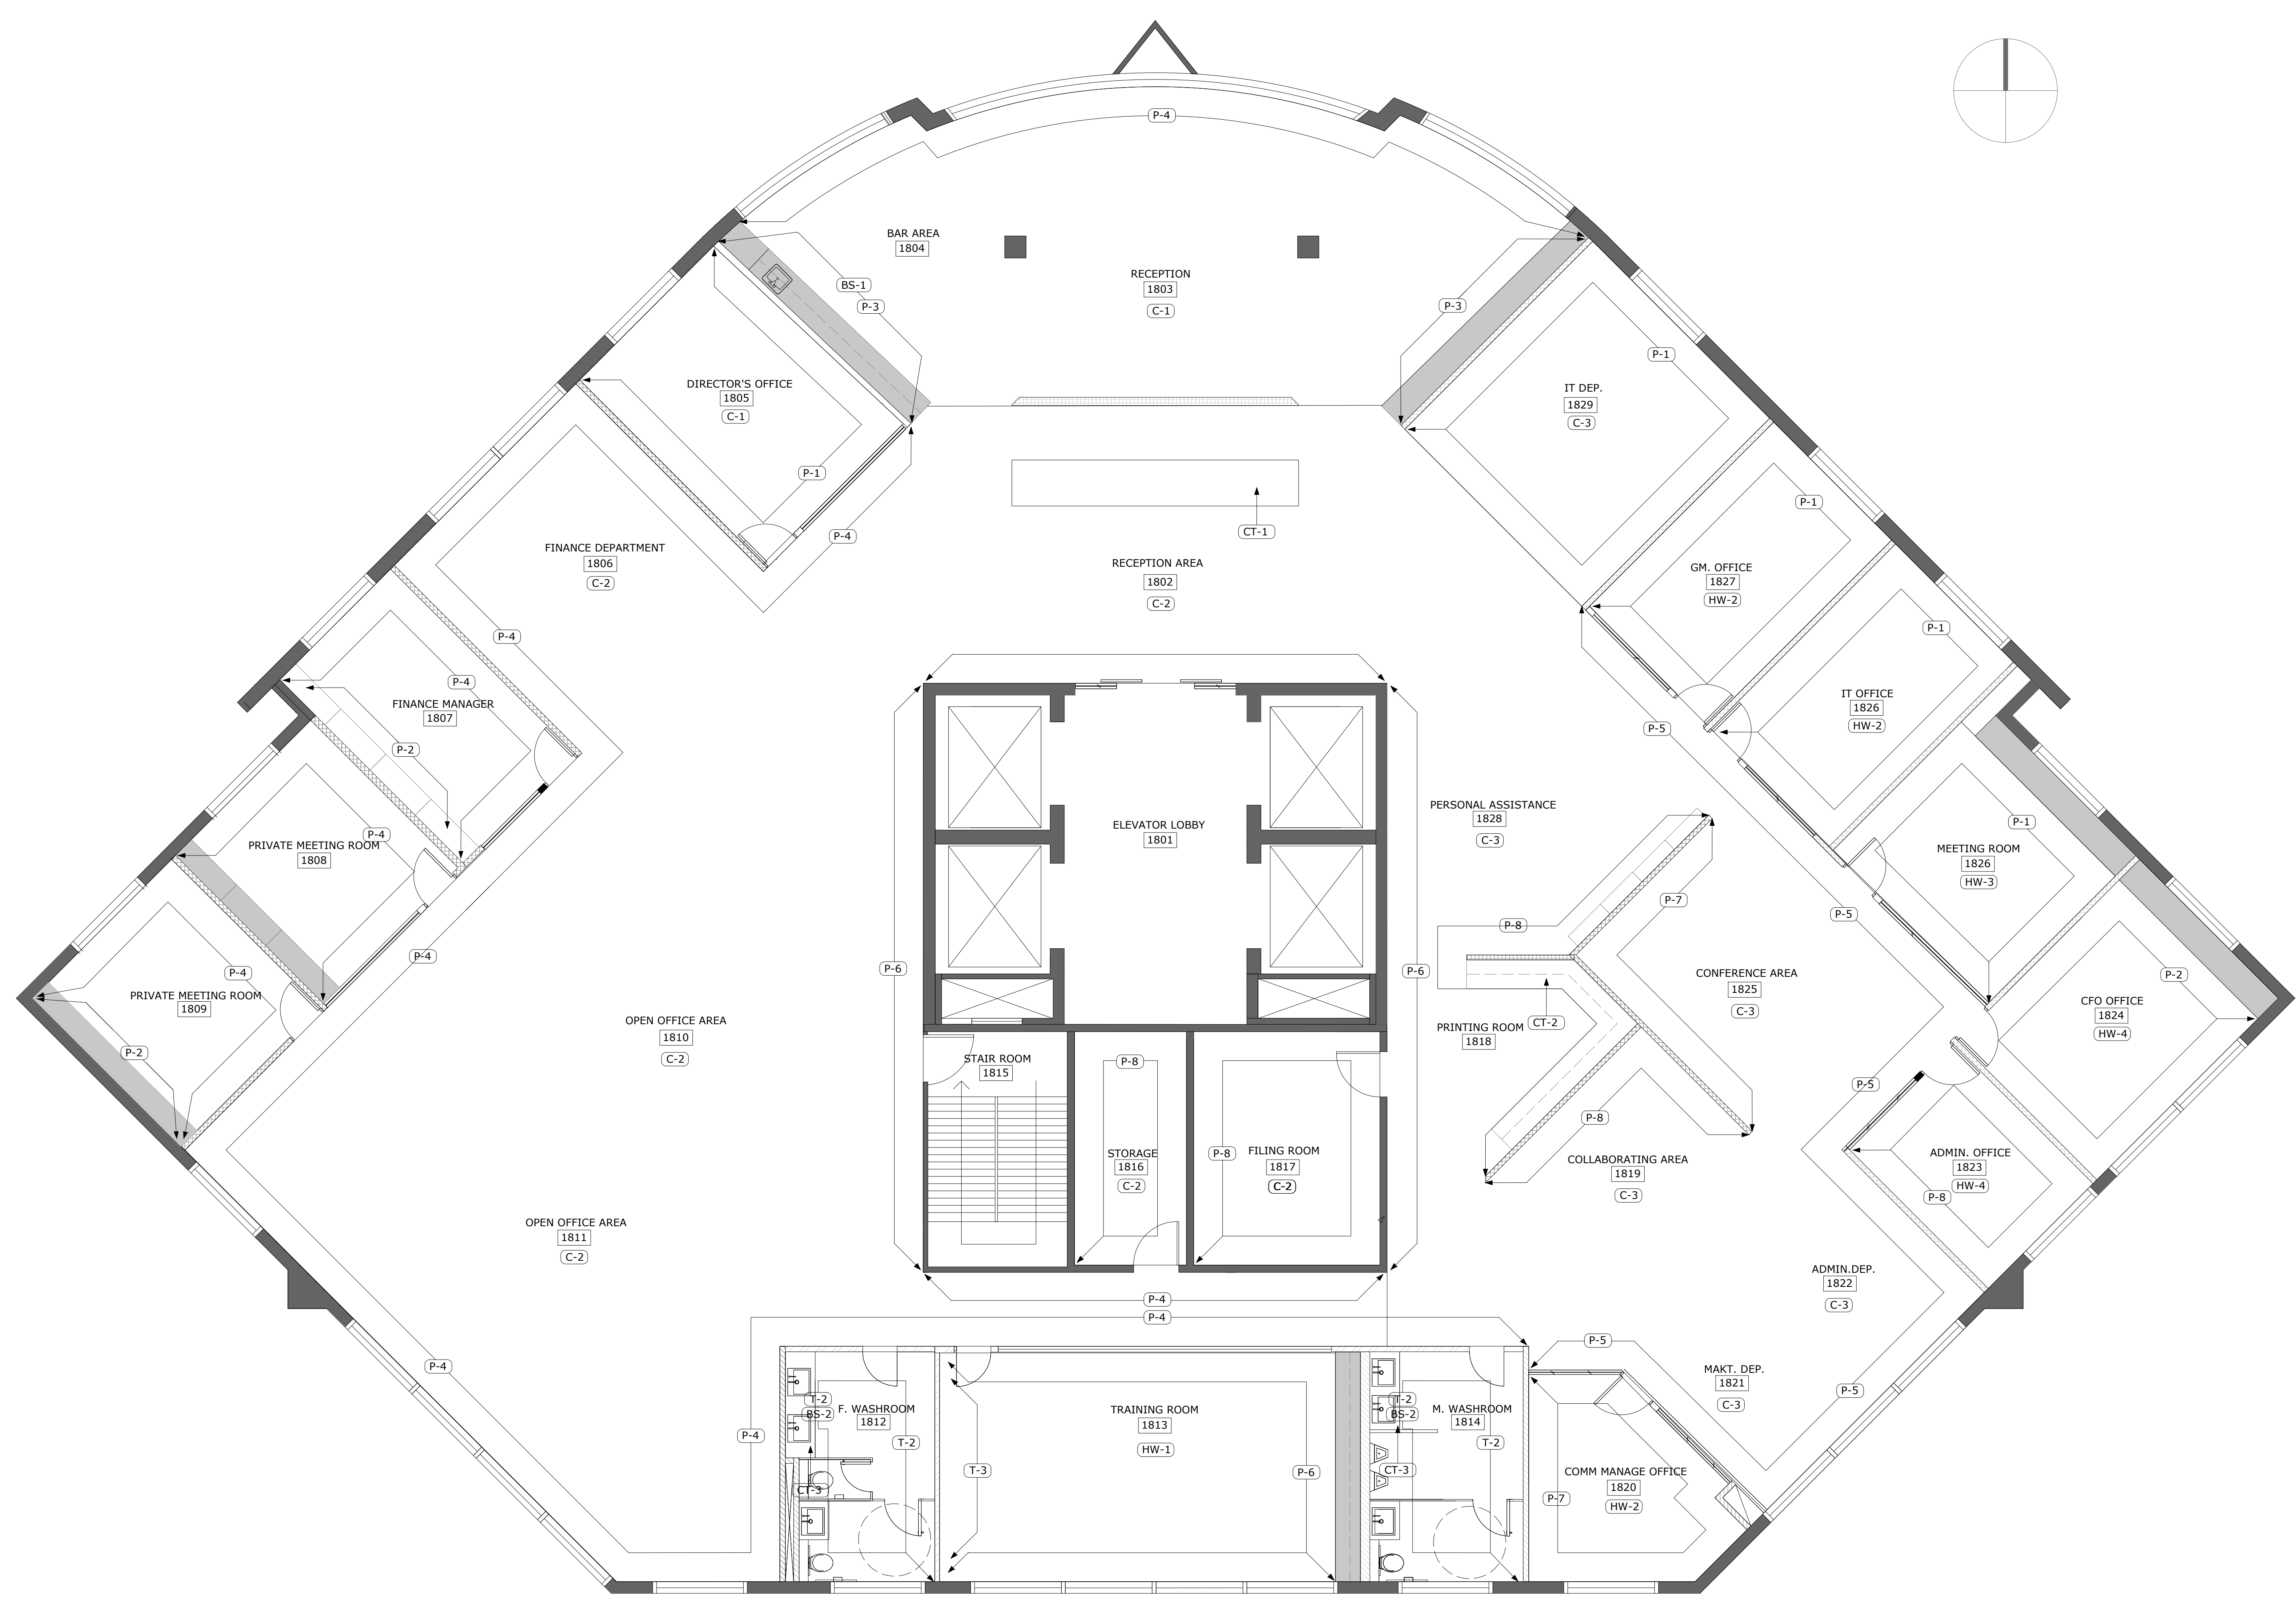 P-4
BAR AREA
1804
RECEPTION
1803
C-1
BS-1
P-3
P-3
P-1
DIRECTOR'S OFFICE
1805
C-1
P-1
IT DEP.
1829
C-3
P-4
CT-1
P-1
FINANCE DEPARTMENT
1806
C-2
RECEPTION AREA
1802
C-2
GM. OFFICE
1827
HW-2
P-4
P-1
P-4
FINANCE MANAGER
1807
IT OFFICE
1826
HW-2
P-5
P-2
PERSONAL ASSISTANCE
1828
C-3
ELEVATOR LOBBY
1801
P-1
P-4
PRIVATE MEETING ROOM
1808
MEETING ROOM
1826
HW-3
P-7
P-5
P-8
P-4
P-6
P-6
P-4
PRIVATE MEETING ROOM
1809
CONFERENCE AREA
1825
C-3
P-2
CFO OFFICE
1824
HW-4
OPEN OFFICE AREA
1810
C-2
CT-2
PRINTING ROOM
1818
P-2
STAIR ROOM
1815
P-8
P-5
P-8
STORAGE
1816
C-2
P-8
FILING ROOM
1817
C-2
COLLABORATING AREA
1819
C-3
ADMIN. OFFICE
1823
HW-4
P-8
OPEN OFFICE AREA
1811
C-2
ADMIN.DEP.
1822
C-3
P-4
P-4
P-5
P-4
MAKT. DEP.
1821
C-3
P-5
T-2
BS-2
F. WASHROOM
1812
TRAINING ROOM
1813
HW-1
T-2
BS-2
M. WASHROOM
1814
P-4
T-2
T-2
T-3
P-6
CT-3
CT-3
COMM MANAGE OFFICE
1820
HW-2
P-7